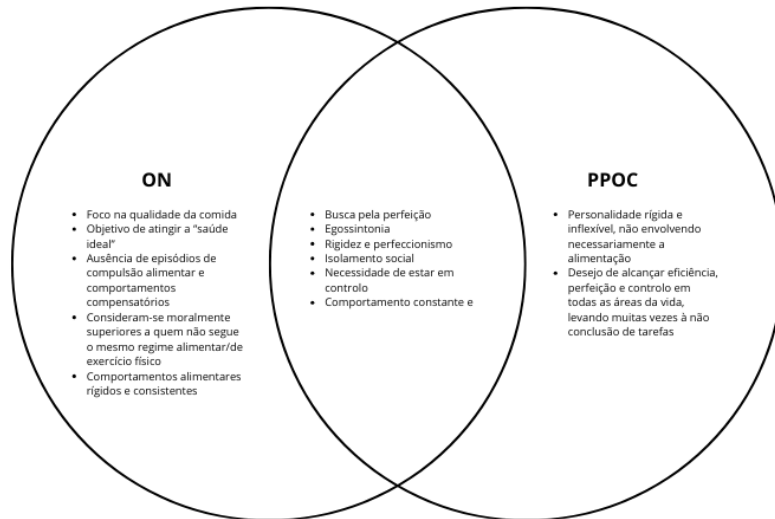 ON
Foco na qualidade da comida
Objetivo de atingir a “saúde
ideal”
Ausência de episódios de
compulsão alimentar e
comportamentos
compensatórios
Consideram-se moralmente
superiores a quem não segue
o mesmo regime alimentar/de
exercício físico
Comportamentos alimentares
rígidos e consistentes
Busca pela perfeição
Egossintonia
Rigidez e perfeccionismo
Isolamento social
Necessidade de estar em
controlo
Comportamento constante e
PPOC
Personalidade rígida e
inflexível, não envolvendo
necessariamente a
alimentação
Desejo de alcançar eficiência,
perfeição e controlo em
todas as áreas da vida,
levando muitas vezes à não
conclusão de tarefas